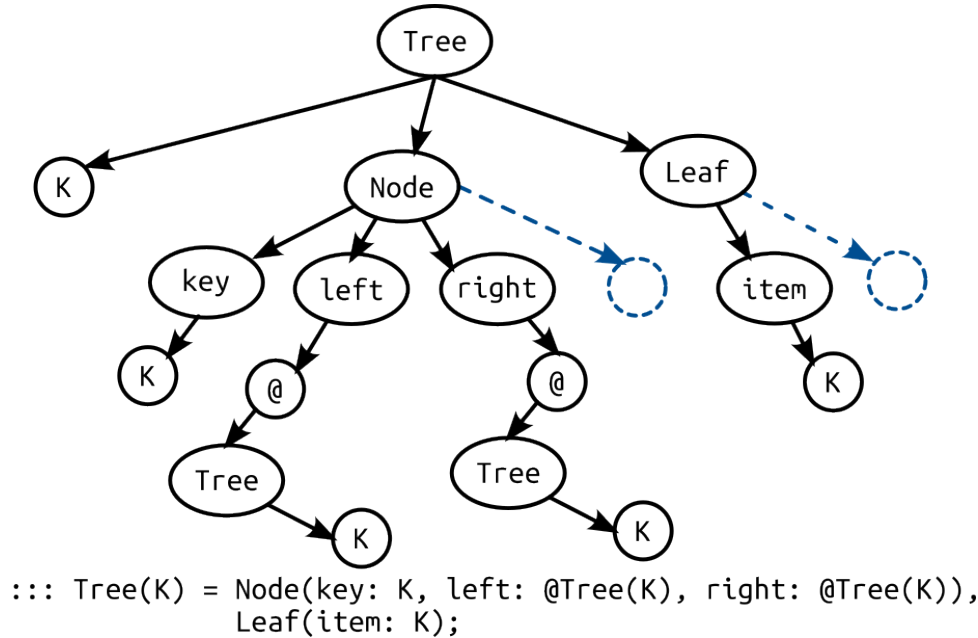 Tree
K
Node
Leaf
key
left
right
item
K
@
@
K
Tree
Tree
K
K
::: Tree(K) = Node(key: K, left: @Tree(K), right: @Tree(K)),
Leaf(item: K);